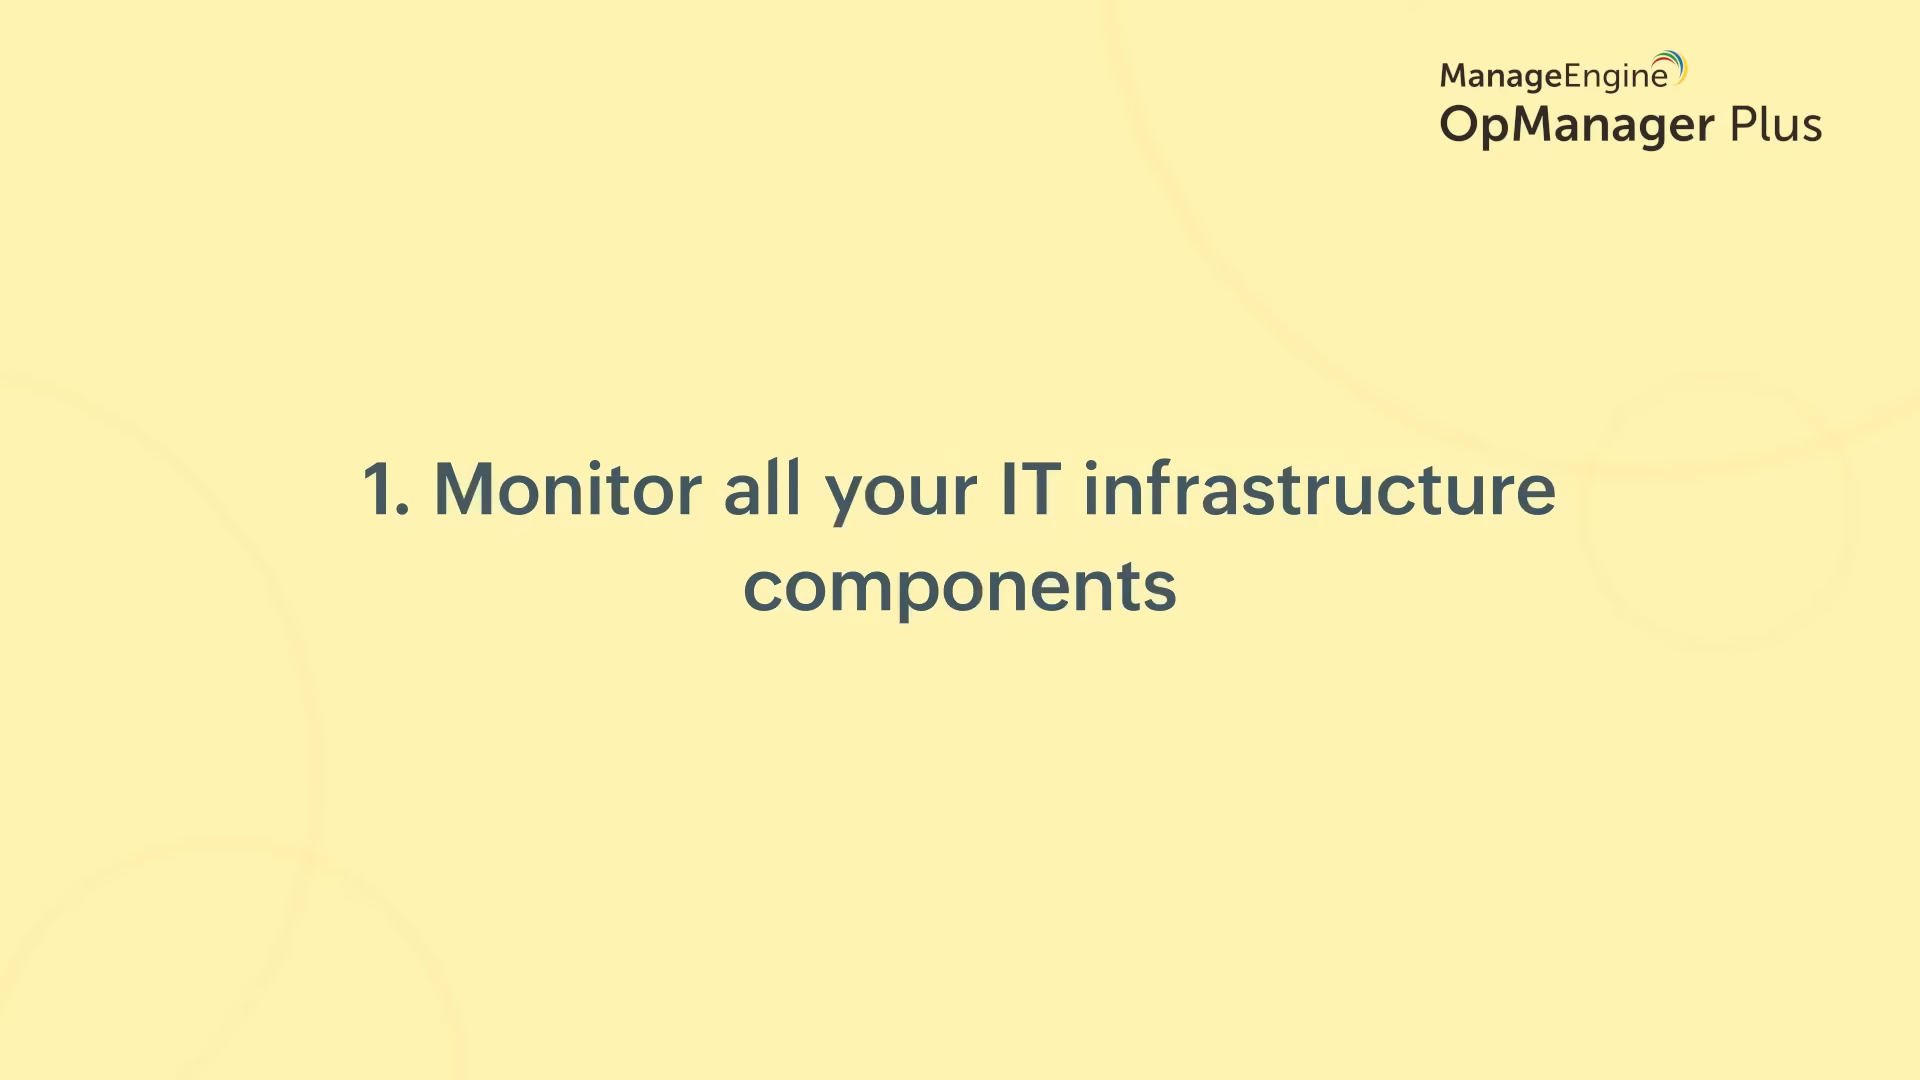 ManageEngine
OpManager Plus
1. Monitor all your IT infrastructure
components